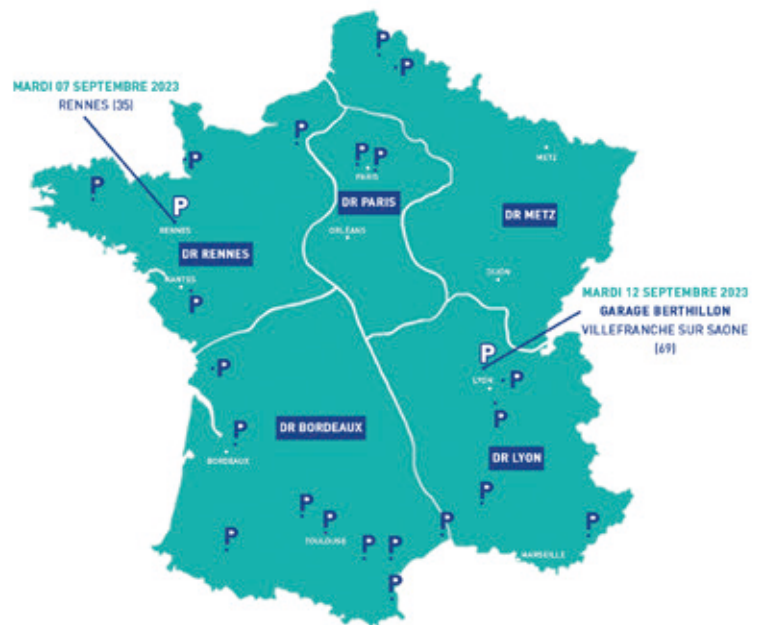 P
P
MARDI 07 SEPTEMBRE 2023
RENNES (35)
P
P
P
P
PARIS
METZ
P
P
DR PARIS
P
RENNES
DR METZ
ORLÉANS
DR RENNES
NANTES
DIJON
P
MARDI 12 SEPTEMBRE 2023
GARAGE BERTHILLON
VILLEFRANCHE SUR SAONE
(69)
P
LYON
P
P
P
DR BORDEAUX
P
BORDEAUX
DR LYON
P
P
P
P
P
TOULOUSE
P
P
P
MARSEILLE
P
P